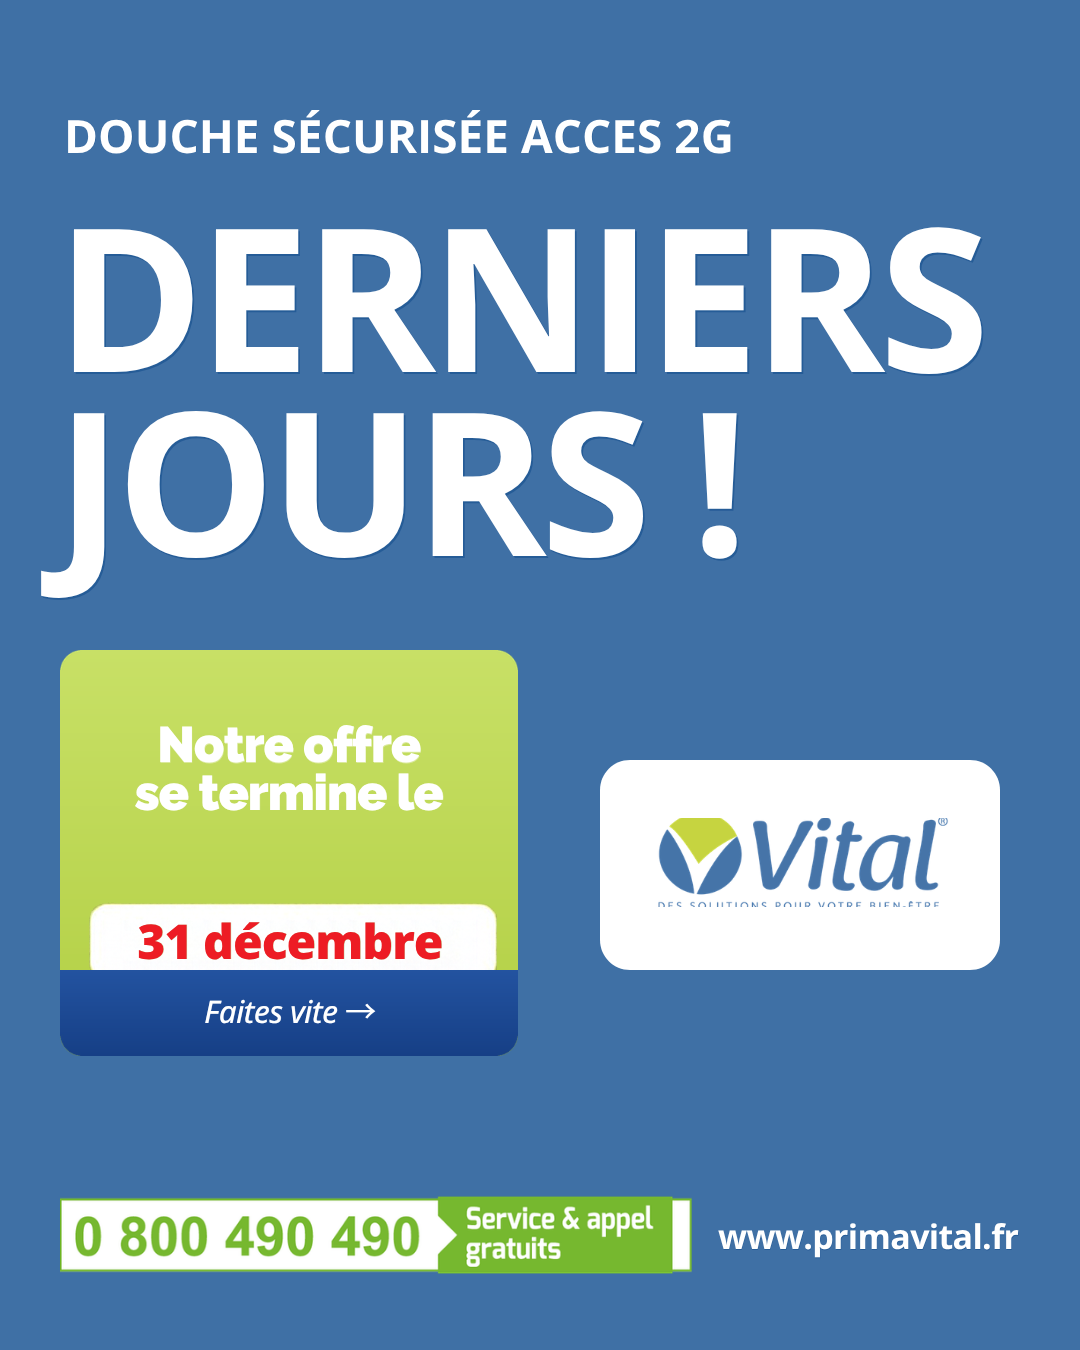 DOUCHE SÉCURISÉE ACCES 2G
DERNIERS
JOURS !
Notre offre
se termine le
31 décembre
Faites vite →
Vital®
DES SOLUTIONS POUR VOTRE BIEN-ÊTRE
0 800 490 490
Service & appel
gratuits
www.primavital.fr